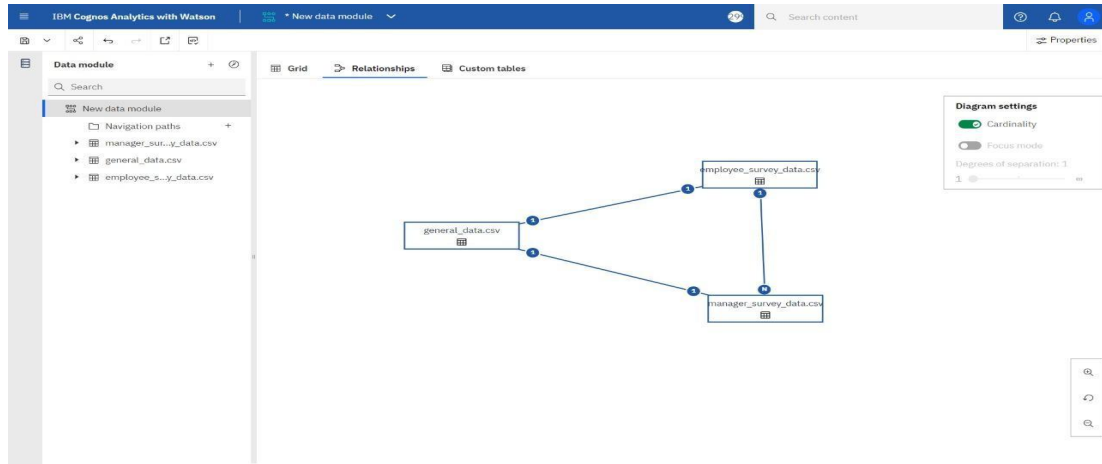 IBM Cognos Analytics with Watson
* New data module
29
Search content
Properties
Data module
+
Search
New data module
Navigation paths
+
manager_sur...y_data.csv
general_data.csv
employee_s...y_data.csv
Grid
Relationships
Custom tables
Diagram settings
Cardinality
Focus mode
Degrees of separation: 1
1
∞
employee_survey_data.csv
1
1
1
general_data.csv
1
1
N
manager_survey_data.csv